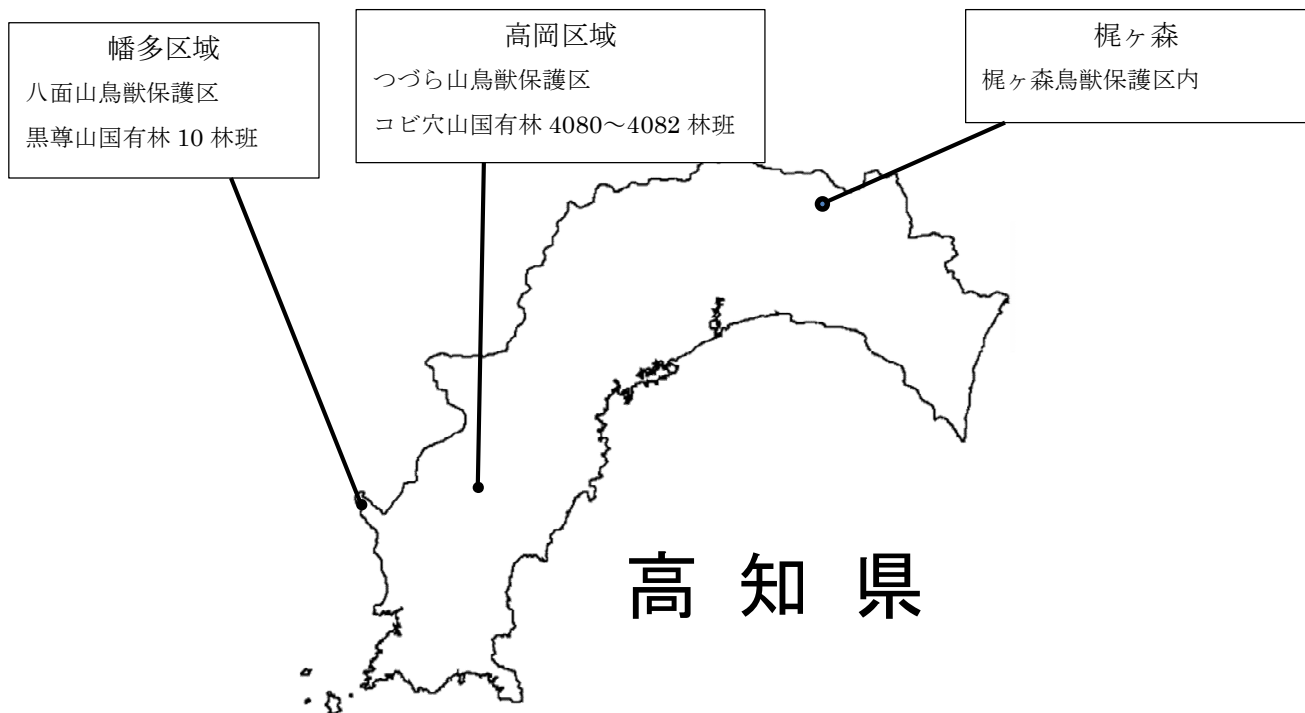 幡多区域
八面山鳥獣保護区
黒尊山国有林 10 林班
高岡区域
つづら山鳥獣保護区
コビ穴山国有林 4080～4082 林班
梶ヶ森
梶ヶ森鳥獣保護区内
高知県